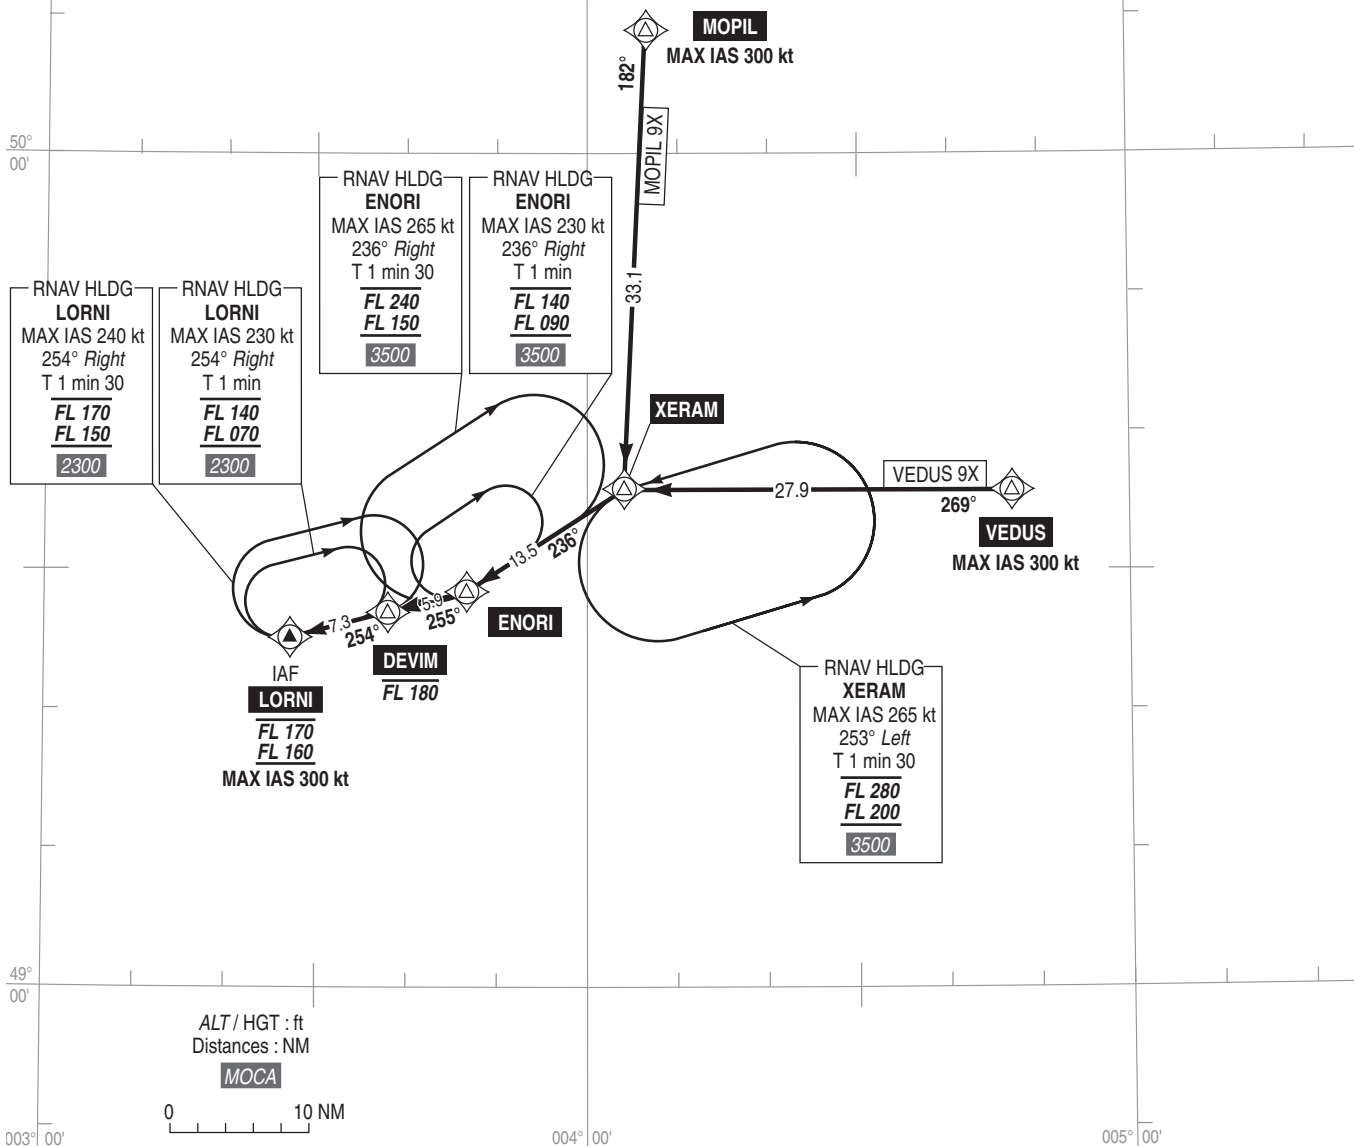 MOPIL
MAX IAS 300 kt
182°
MOPIL 9X
33.1
50°
00'
RNAV HLDG
ENORI
MAX IAS 265 kt
236° Right
T 1 min 30
FL 240
FL 150
3500
RNAV HLDG
ENORI
MAX IAS 230 kt
236° Right
T 1 min
FL 140
FL 090
3500
RNAV HLDG
LORNI
MAX IAS 240 kt
254° Right
T 1 min 30
FL 170
FL 150
2300
RNAV HLDG
LORNI
MAX IAS 230 kt
254° Right
T 1 min
FL 140
FL 070
2300
XERAM
VEDUS 9X
27.9
269°
VEDUS
MAX IAS 300 kt
13.5
236°
ENORI
5.9
255°
DEVIM
FL 180
7.3
254°
IAF
LORNI
FL 170
FL 160
MAX IAS 300 kt
RNAV HLDG
XERAM
MAX IAS 265 kt
253° Left
T 1 min 30
FL 280
FL 200
3500
49°
00'
ALT / HGT : ft
Distances : NM
MOCA
0 10 NM
003° 00' 004° 00' 005° 00'